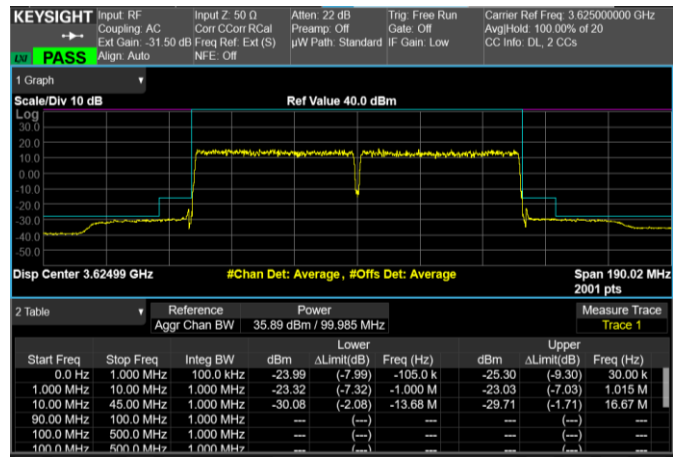 KEYSIGHT Input: RF Input Z: 50 Ω Atten: 22 dB Trig: Free Run Carrier Ref Freq: 3.625000000 GHz
Coupling: AC Corr CCorr RCal Preamp: Off Gate: Off Avg|Hold: 100.00% of 20
Ext Gain: -31.50 dB Freq Ref: Ext (S) µW Path: Standard IF Gain: Low CC Info: DL, 2 CCs
LXI PASS Align: Auto NFE: Off
1 Graph
Scale/Div 10 dB Ref Value 40.0 dBm
Log
30.0
20.0
10.0
0.00
-10.0
-20.0
-30.0
-40.0
-50.0
Disp Center 3.62499 GHz #Chan Det: Average, #Offs Det: Average Span 190.02 MHz
2001 pts
2 Table Reference Power Measure Trace
Aggr Chan BW 35.89 dBm / 99.985 MHz Trace 1
Lower Upper
Start Freq Stop Freq Integ BW dBm ΔLimit(dB) Freq (Hz) dBm ΔLimit(dB) Freq (Hz)
0.0 Hz 1.000 MHz 100.0 kHz -23.99 (-7.99) -105.0 k -25.30 (-9.30) 30.00 k
1.000 MHz 10.00 MHz 1.000 MHz -23.32 (-7.32) -1.000 M -23.03 (-7.03) 1.015 M
10.00 MHz 45.00 MHz 1.000 MHz -30.08 (-2.08) -13.68 M -29.71 (-1.71) 16.67 M
90.00 MHz 100.0 MHz 1.000 MHz --- (---) --- --- (---) ---
100.0 MHz 500.0 MHz 1.000 MHz --- (---) --- --- (---) ---
100.0 MHz 500.0 MHz 1.000 MHz --- (---) --- --- (---) ---